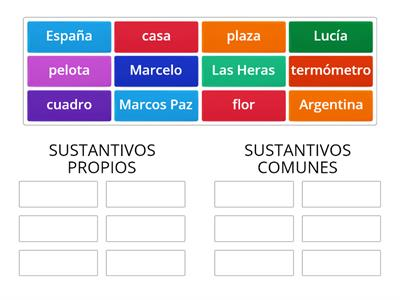 España casa plaza Lucía
pelota Marcelo Las Heras termómetro
cuadro Marcos Paz flor Argentina
SUSTANTIVOS PROPIOS
SUSTANTIVOS COMUNES